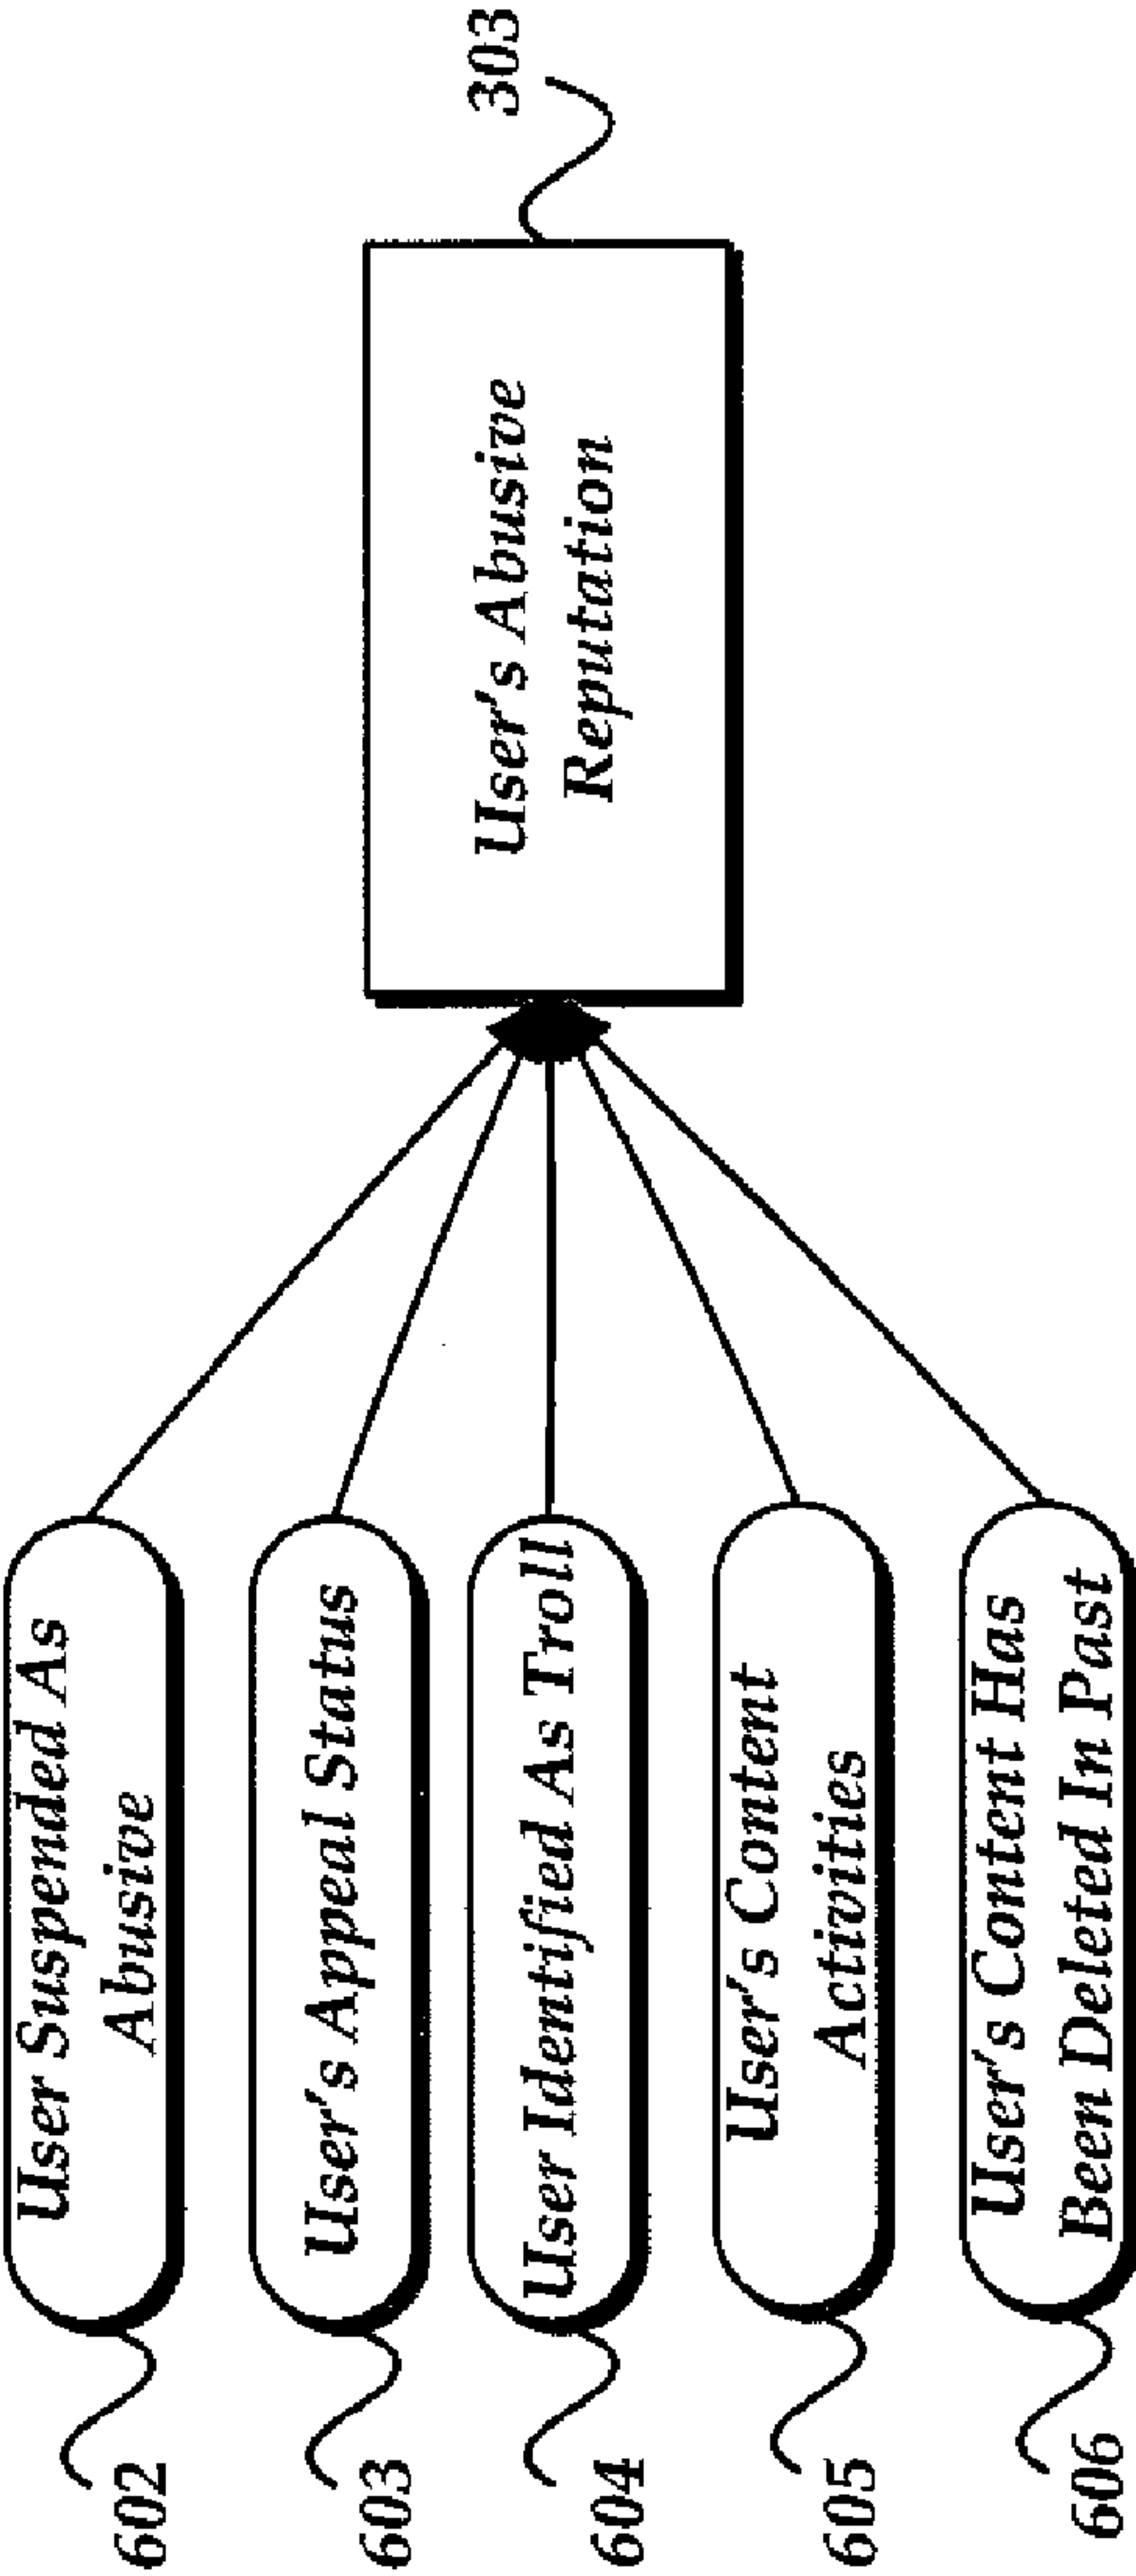 602
User Suspended As
Abusive
603
User's Appeal Status
604
User Identified As Troll
605
User's Content
Activities
606
User's Content Has
Been Deleted In Past
User's Abusive
Reputation
303